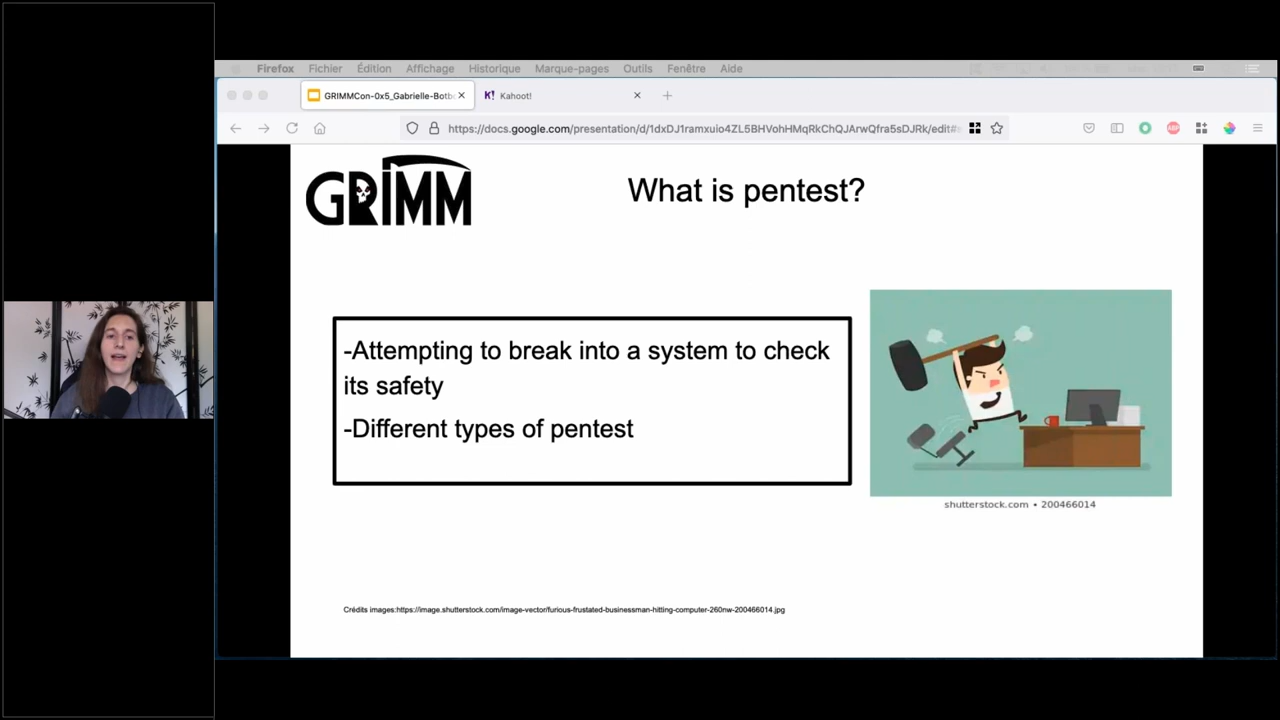 Firefox Fichier Édition Affichage Historique Marque-pages Outils Fenêtre Aide
GRIMMCon-0x5_Gabrielle-Botbo
Kahoot!
https://docs.google.com/presentation/d/1dxDJ1ramxuio4ZL5BHVohHMqRkChQJArwQfra5sDJRk/edit#
GRIMM
What is pentest?
-Attempting to break into a system to check
its safety
-Different types of pentest
shutterstock.com • 200466014
Crédits images:https://image.shutterstock.com/image-vector/furious-frustated-businessman-hitting-computer-260nw-200466014.jpg